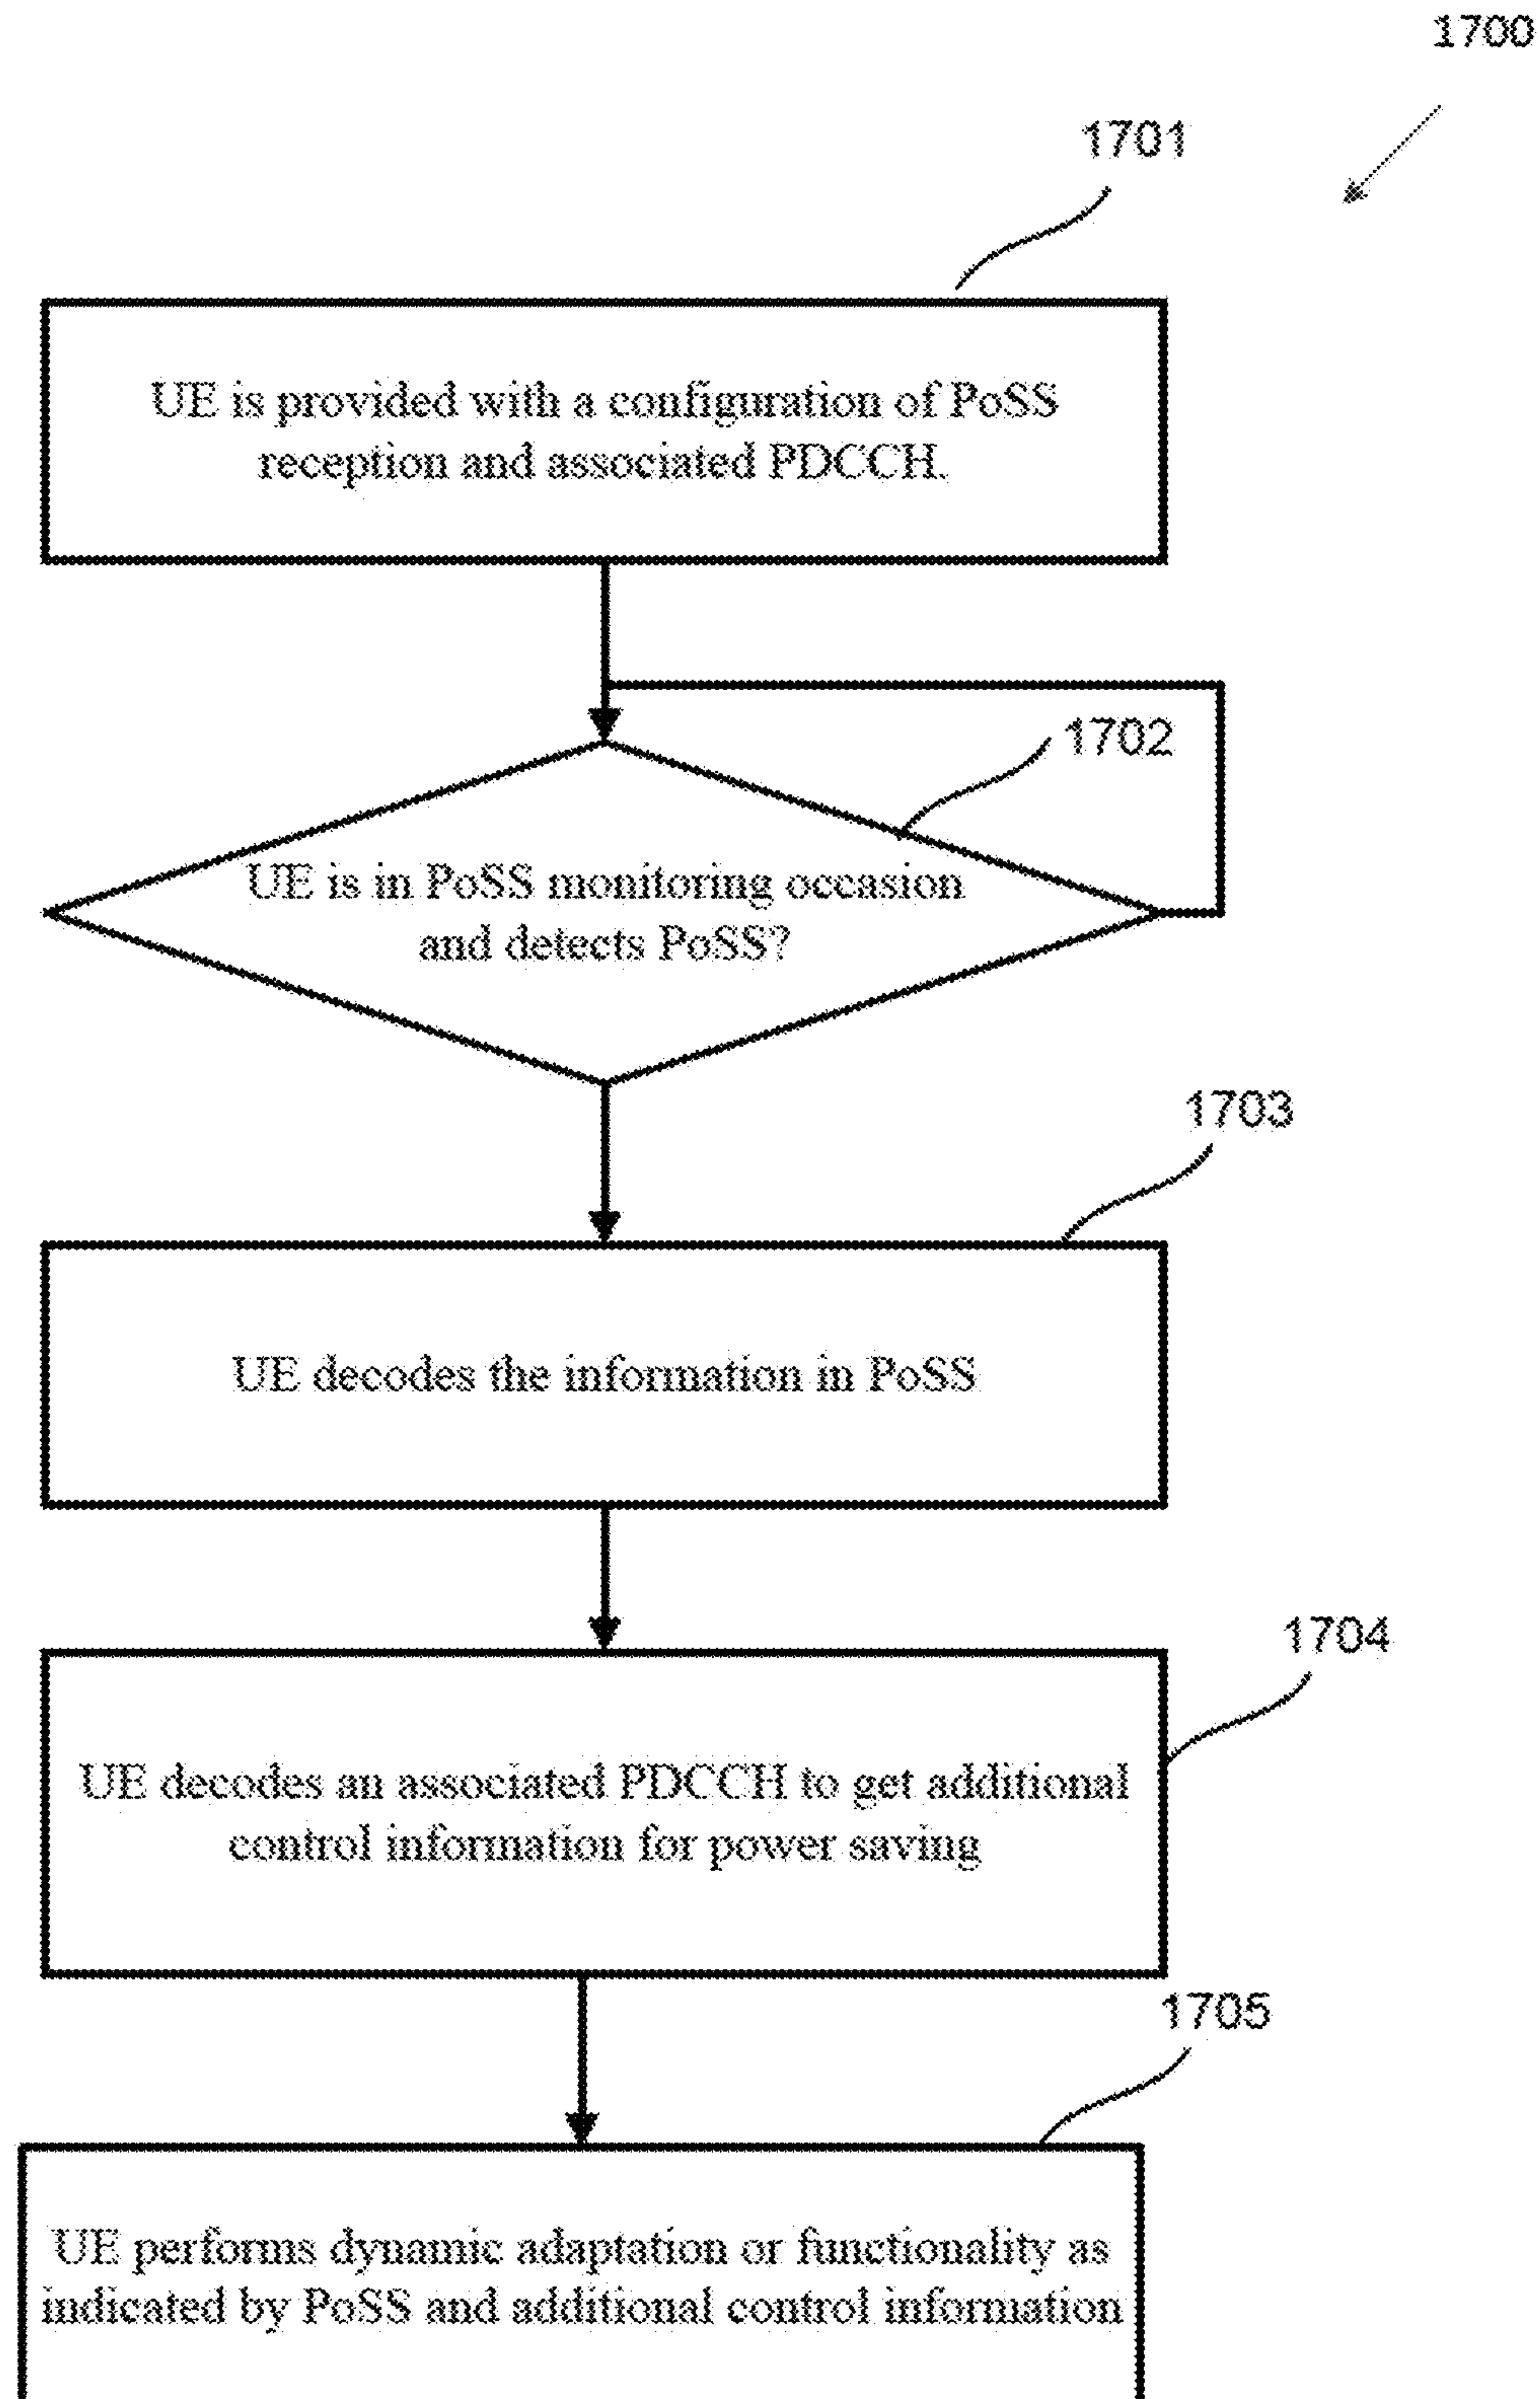 1700
1701
UE is provided with a configuration of PoSS
reception and associated PDCCH.
1702
UE is in PoSS monitoring occasion
and detects PoSS?
1703
UE decodes the information in PoSS
1704
UE decodes an associated PDCCH to get additional
control information for power saving
1705
UE performs dynamic adaptation or functionality as
indicated by PoSS and additional control information